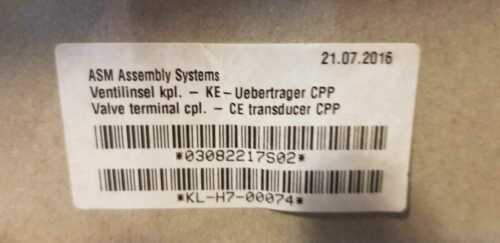 21.07.2016
ASM Assembly Systems
Ventilinsel kpl. - KE-Uebertrager CPP
Valve terminal cpl. - CE transducer CPP
*03082217S02*
*KL-H7-00074*